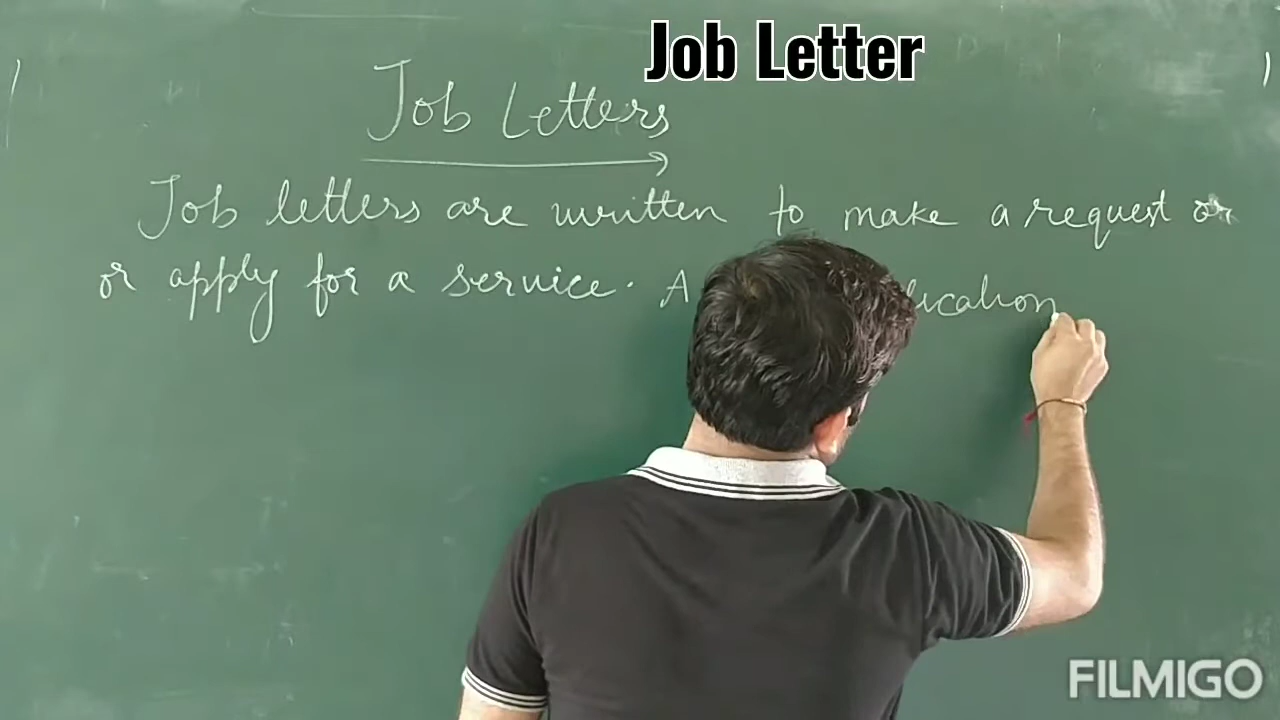 Job Letter
Job Letters
Job letters are written to make a request or
or apply for a service. A
FILMIGO